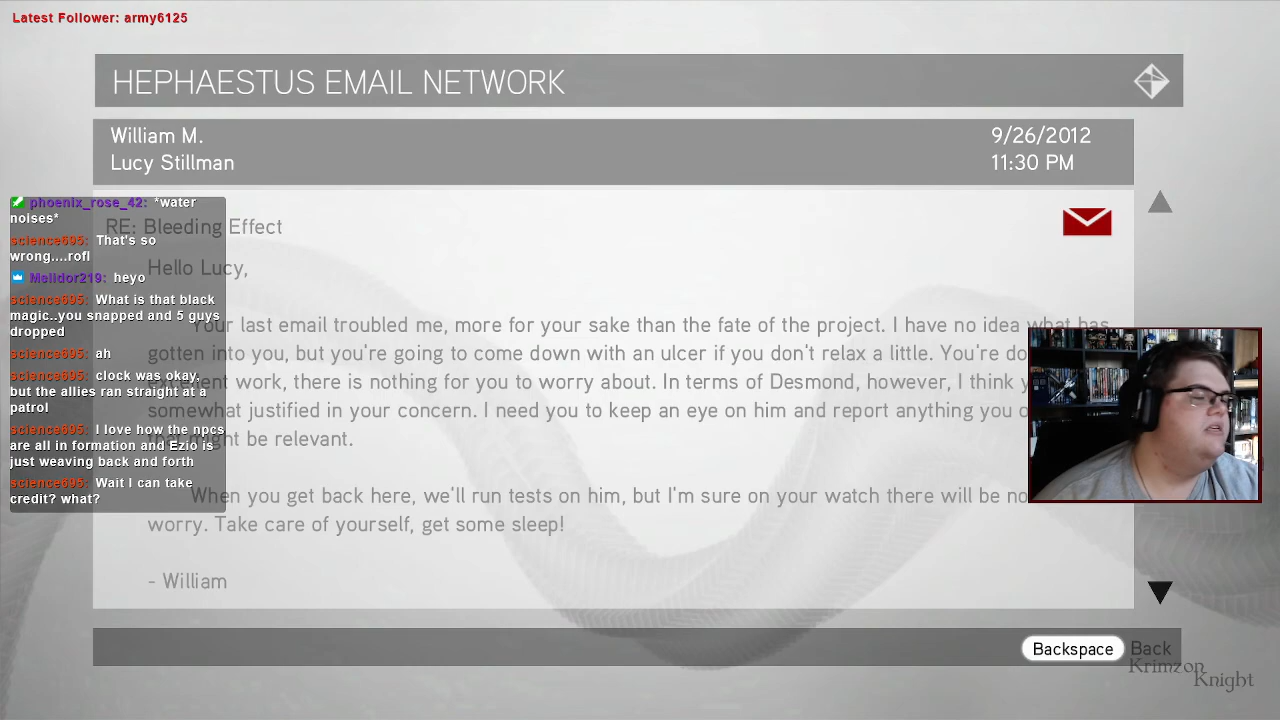 Latest Follower: army6125
HEPHAESTUS EMAIL NETWORK
William M.
9/26/2012
Lucy Stillman
11:30 PM
RE: Bleeding Effect
Hello Lucy,
Your last email troubled me, more for your sake than the fate of the project. I have no idea what has
gotten into you, but you're going to come down with an ulcer if you don't relax a little. You're
work, there is nothing for you to worry about. In terms of Desmond, however, I think
somewhat justified in your concern. I need you to keep an eye on him and report anything you
might be relevant.
When you get back here, we'll run tests on him, but I'm sure on your watch there will be
worry. Take care of yourself, get some sleep!
- William
phoenix_rose_42: *water
noises*
science695: That's so
wrong....rofl
Melidor219: heyo
science695: What is that black
magic..you snapped and 5 guys
dropped
science695: ah
science695: clock was okay,
but the allies ran straight at a
patrol
science695: I love how the npcs
are all in formation and Ezio is
just weaving back and forth
science695: Wait I can take
credit? what?
Backspace Back
Krimzon
Knight